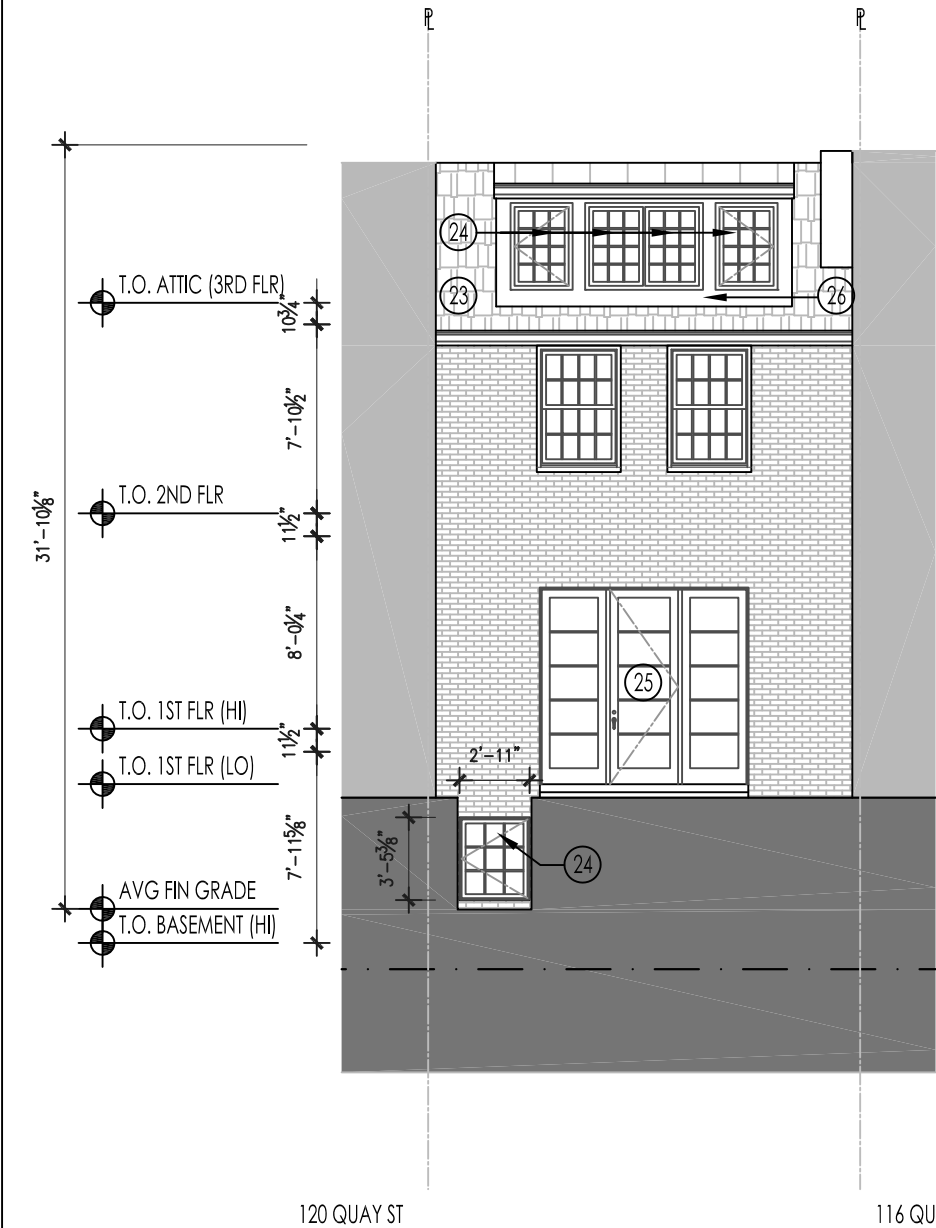 PL
PL
24
T.O. ATTIC (3RD FLR)
23
26
10¾"
7'-10½"
T.O. 2ND FLR
11½"
31'-10⅛"
8'-0¼"
25
T.O. 1ST FLR (HI)
11½"
2'-11"
T.O. 1ST FLR (LO)
7'-11⅝"
3'-5⅜"
24
AVG FIN GRADE
T.O. BASEMENT (HI)
120 QUAY ST
116 QU